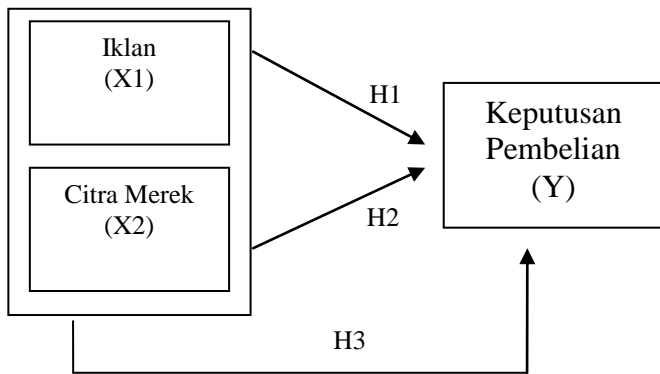 Iklan
(X1)
H1
Keputusan
Pembelian
(Y)
Citra Merek
(X2)
H2
H3